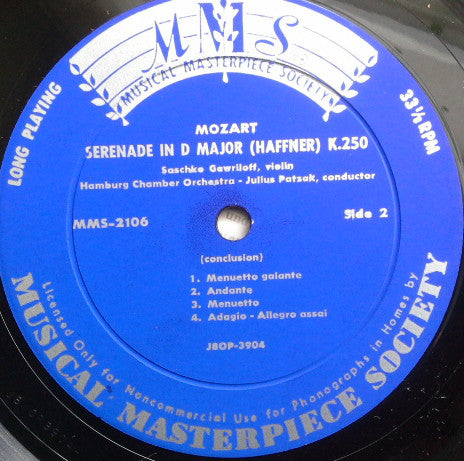 MMS
MUSICAL MASTERPIECE SOCIETY
LONG PLAYING
33⅓ RPM
MOZART
SERENADE IN D MAJOR (HAFFNER) K.250
Saschko Gawriloff, violin
Hamburg Chamber Orchestra - Julius Patzak, conductor
MMS-2106
Side 2
(conclusion)
1. Menuetto galante
2. Andante
3. Menuetto
4. Adagio - Allegro assai
JBOP-3904
Licensed Only for Noncommercial Use for Phonographs in Homes by
MUSICAL MASTERPIECE SOCIETY